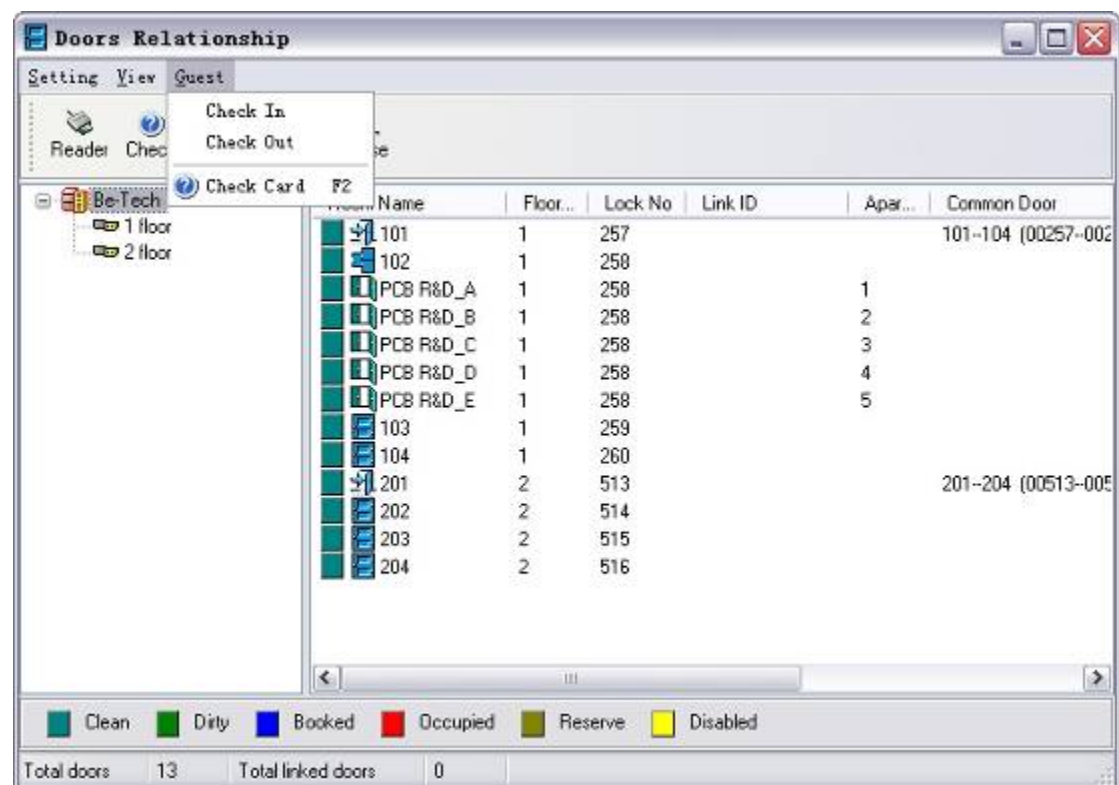 Doors Relationship
Setting View Guest
Check In
Check Out
Check Card F2
Reader Chec se
Be-Tech
1 floor
2 floor
Name Floor... Lock No Link ID Apar... Common Door
101 1 257 101--104 (00257--002
102 1 258
PCB R&D_A 1 258 1
PCB R&D_B 1 258 2
PCB R&D_C 1 258 3
PCB R&D_D 1 258 4
PCB R&D_E 1 258 5
103 1 259
104 1 260
201 2 513 201--204 (00513--005
202 2 514
203 2 515
204 2 516
Clean Dirty Booked Occupied Reserve Disabled
Total doors 13 Total linked doors 0